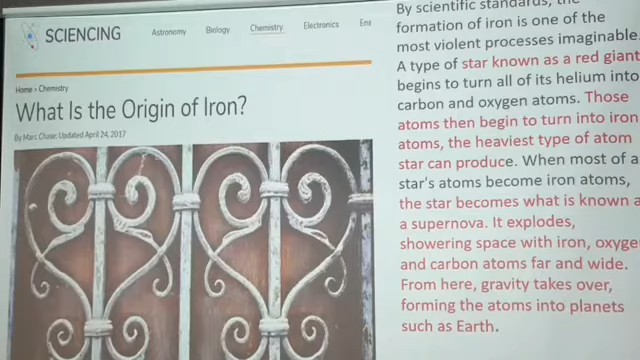 SCIENCING
Astronomy Biology Chemistry Electronics
Home > Chemistry
What Is the Origin of Iron?
By Marc Chase; Updated April 24, 2017
By scientific standards, the
formation of iron is one of the
most violent processes imaginable.
A type of star known as a red giant
begins to turn all of its helium into
carbon and oxygen atoms. Those
atoms then begin to turn into iron
atoms, the heaviest type of atom
star can produce. When most of a
star's atoms become iron atoms,
the star becomes what is known a
a supernova. It explodes,
showering space with iron, oxyge
and carbon atoms far and wide.
From here, gravity takes over,
forming the atoms into planets
such as Earth.